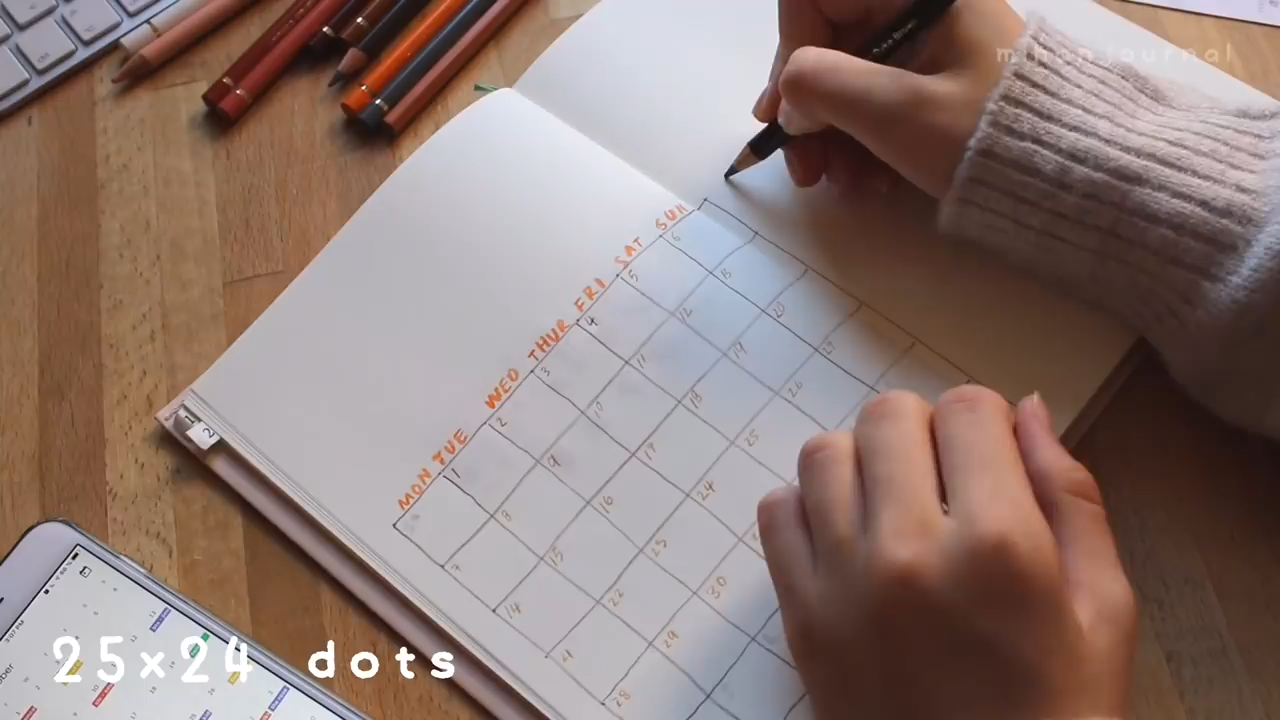 mihonjournal
MON TUE WED THUR FRI SAT SUN
1 2 3 4 5 6
7 8 9 10 11 12 13
14 15 16 17 18 19 20
21 22 23 24 25 26 27
28 29 30
25×24 dots